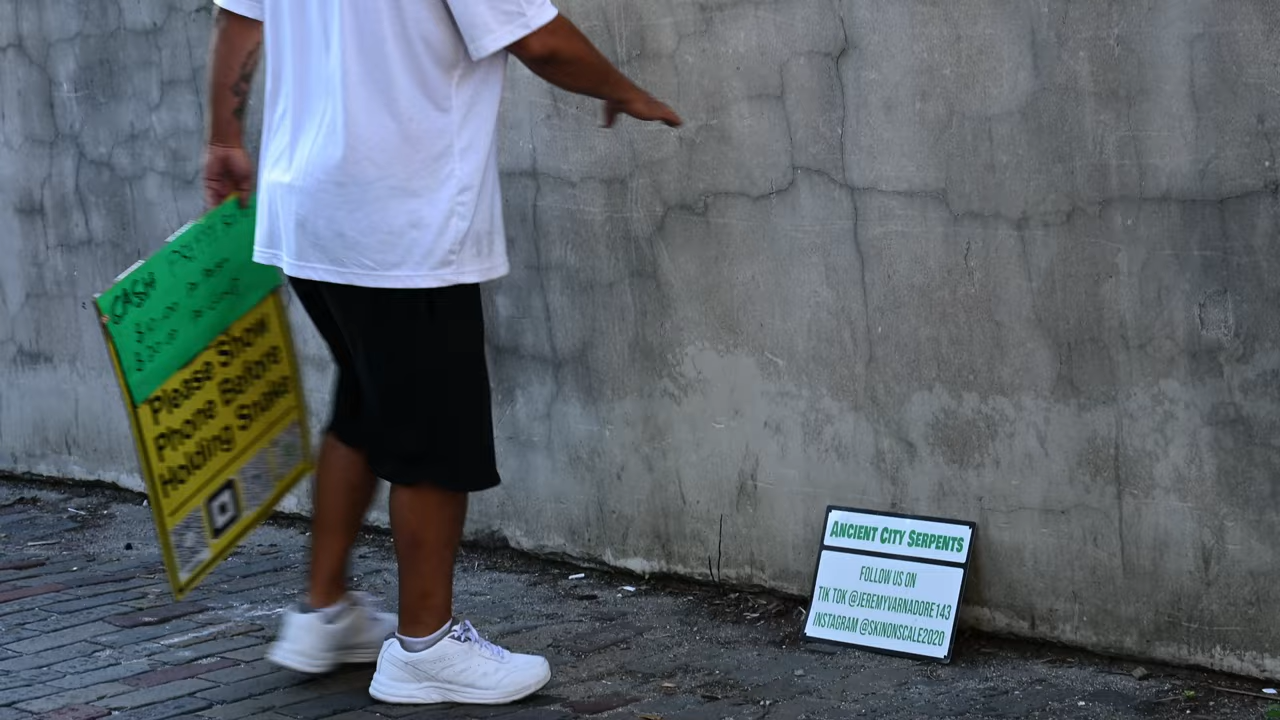 CASH
Please Show
Phone Before
Holding Snake
ANCIENT CITY SERPENTS
FOLLOW US ON
TIK TOK @JEREMYVARNADORE143
INSTAGRAM @SKINONSCALE2020